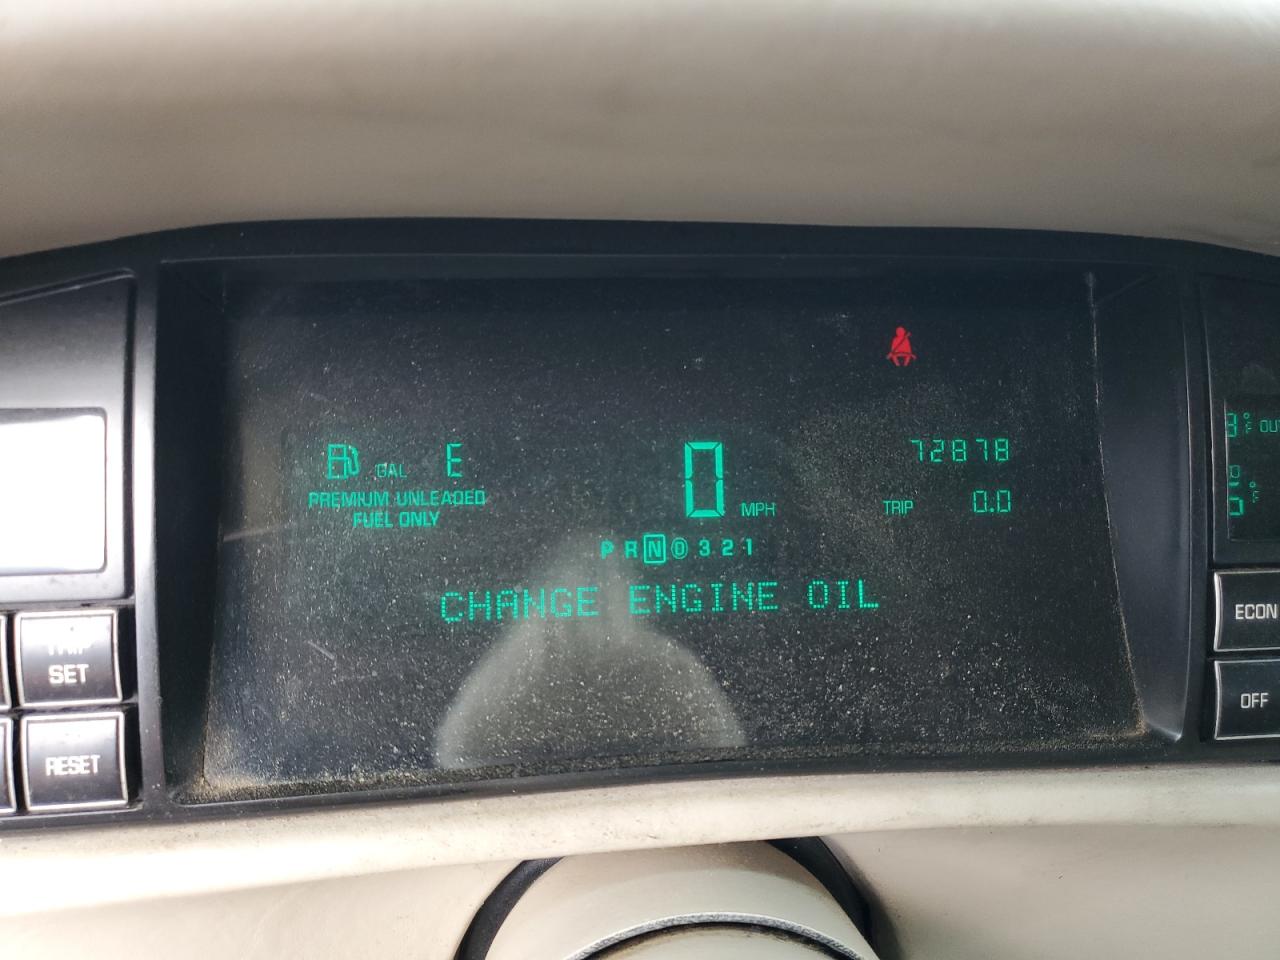 GAL E
PREMIUM UNLEADED
FUEL ONLY
0 MPH
72878
TRIP 0.0
P R N D 3 2 1
CHANGE ENGINE OIL
TRIP
SET
RESET
ECON
OFF